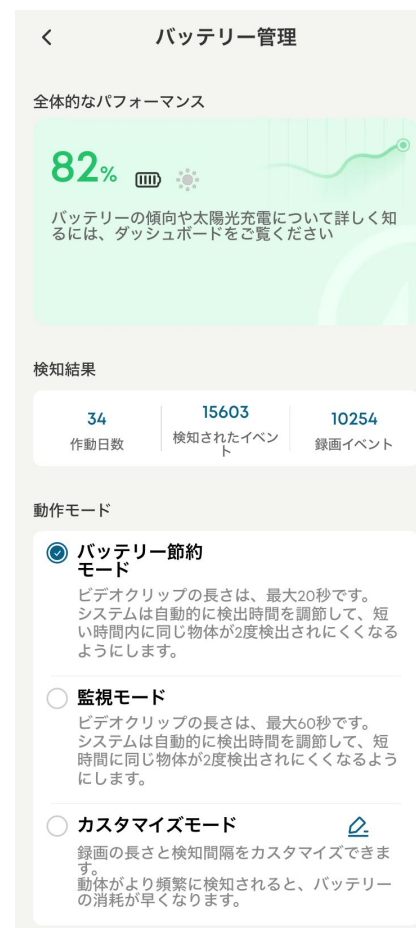 バッテリー管理
全体的なパフォーマンス
82%
バッテリーの傾向や太陽光充電について詳しく知
るには、ダッシュボードをご覧ください
検知結果
34
作動日数
15603
検知されたイベン
ト
10254
録画イベント
動作モード
バッテリー節約
モード
ビデオクリップの長さは、最大20秒です。
システムは自動的に検出時間を調節して、短
い時間内に同じ物体が2度検出されにくくなる
ようにします。
監視モード
ビデオクリップの長さは、最大60秒です。
システムは自動的に検出時間を調節して、短
時間に同じ物体が2度検出されにくくなるよう
にします。
カスタマイズモード
録画の長さと検知間隔をカスタマイズできま
す。
動体がより頻繁に検知されると、バッテリー
の消耗が早くなります。